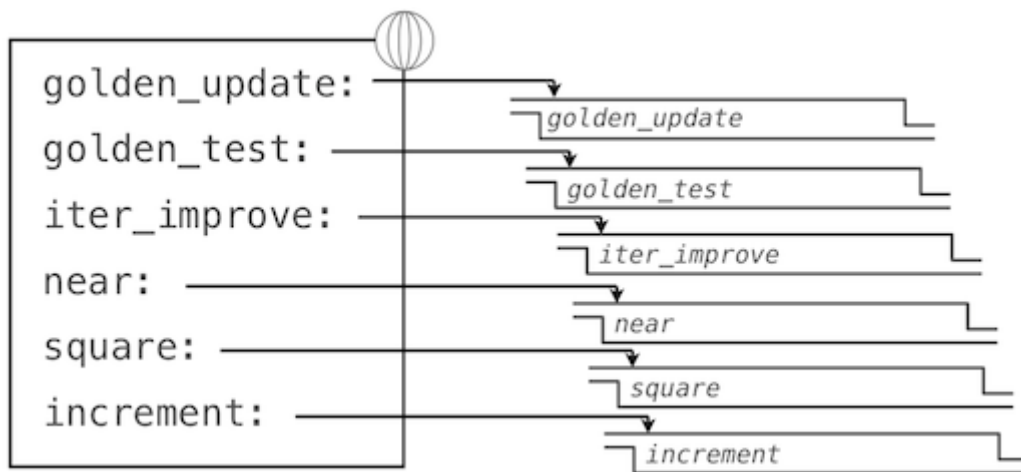 golden_update: golden_update
golden_test: golden_test
iter_improve: iter_improve
near: near
square: square
increment: increment